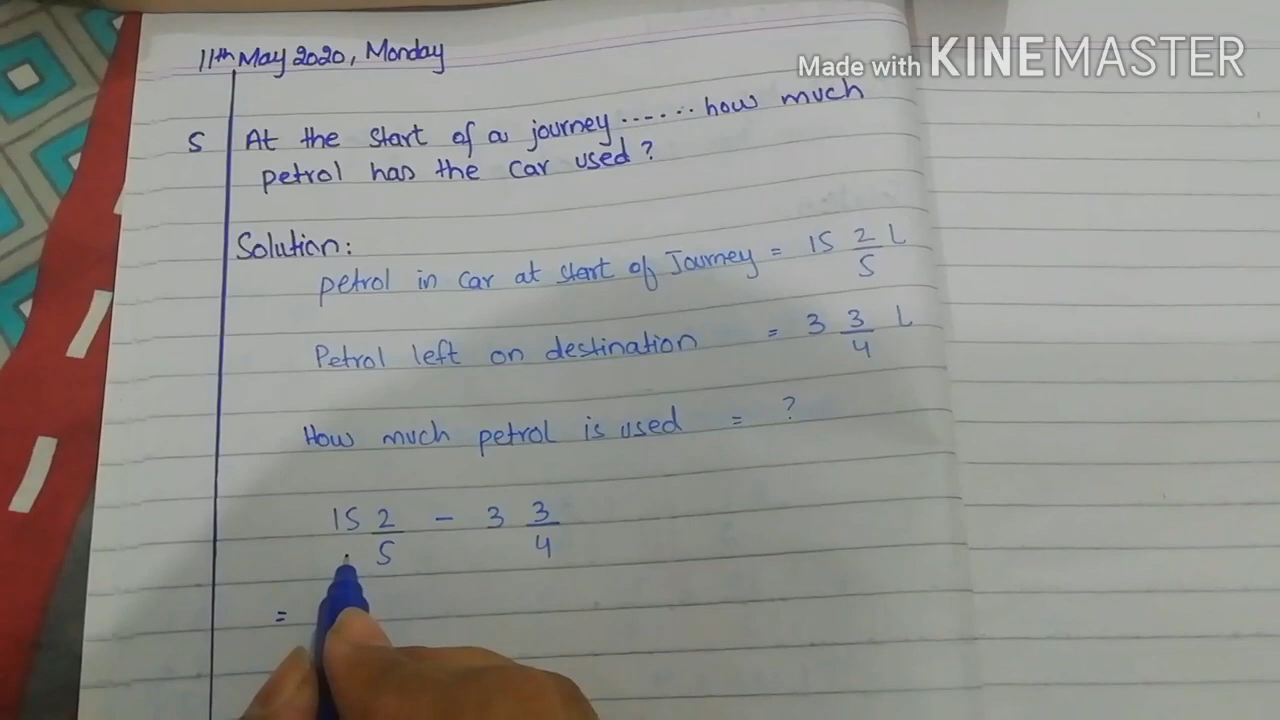 11th May 2020, Monday
Made with KINEMASTER
5 At the start of a journey ...... how much
petrol has the car used?
Solution:
petrol in car at start of Journey = 15 2/5 L
Petrol left on destination = 3 3/4 L
How much petrol is used = ?
15 2/5 - 3 3/4
=